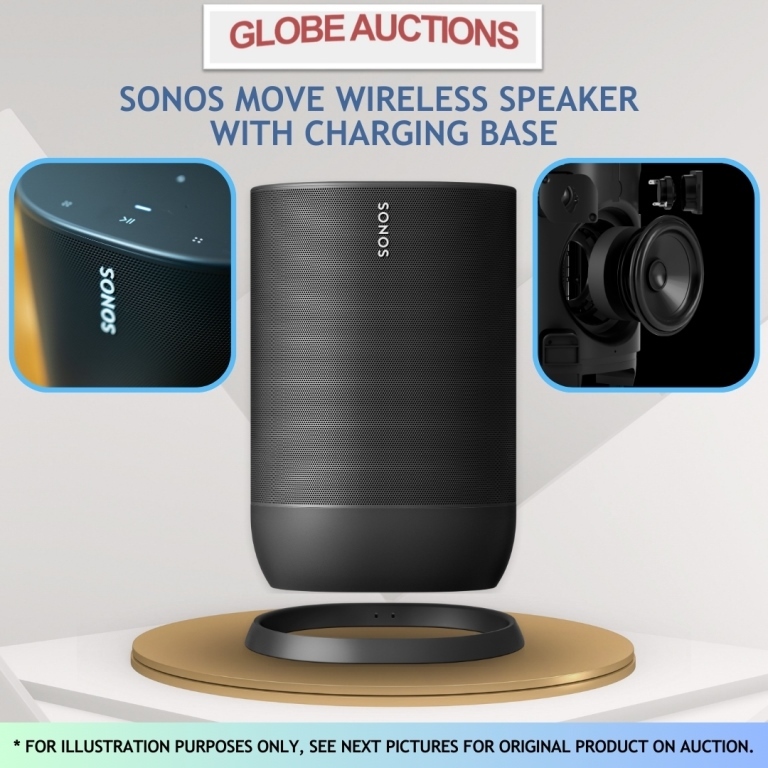 GLOBE AUCTIONS
SONOS MOVE WIRELESS SPEAKER
WITH CHARGING BASE
SONOS
SONOS
* FOR ILLUSTRATION PURPOSES ONLY, SEE NEXT PICTURES FOR ORIGINAL PRODUCT ON AUCTION.